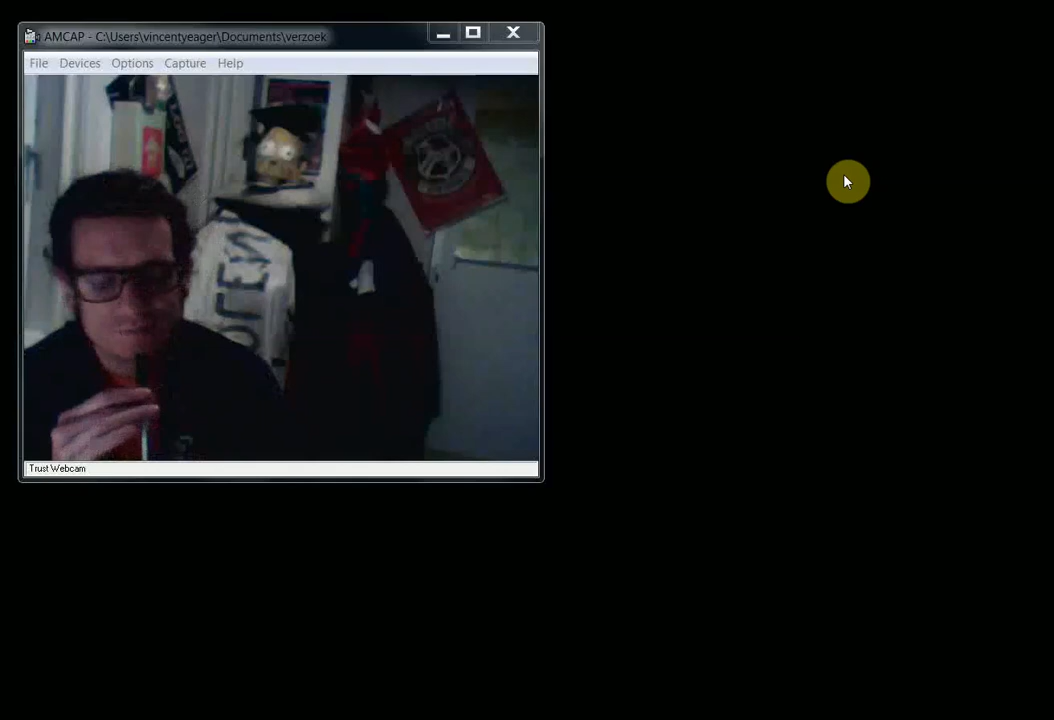 AMCAP - C:\Users\vincentyeager\Documents\verzoek
File Devices Options Capture Help
Trust Webcam